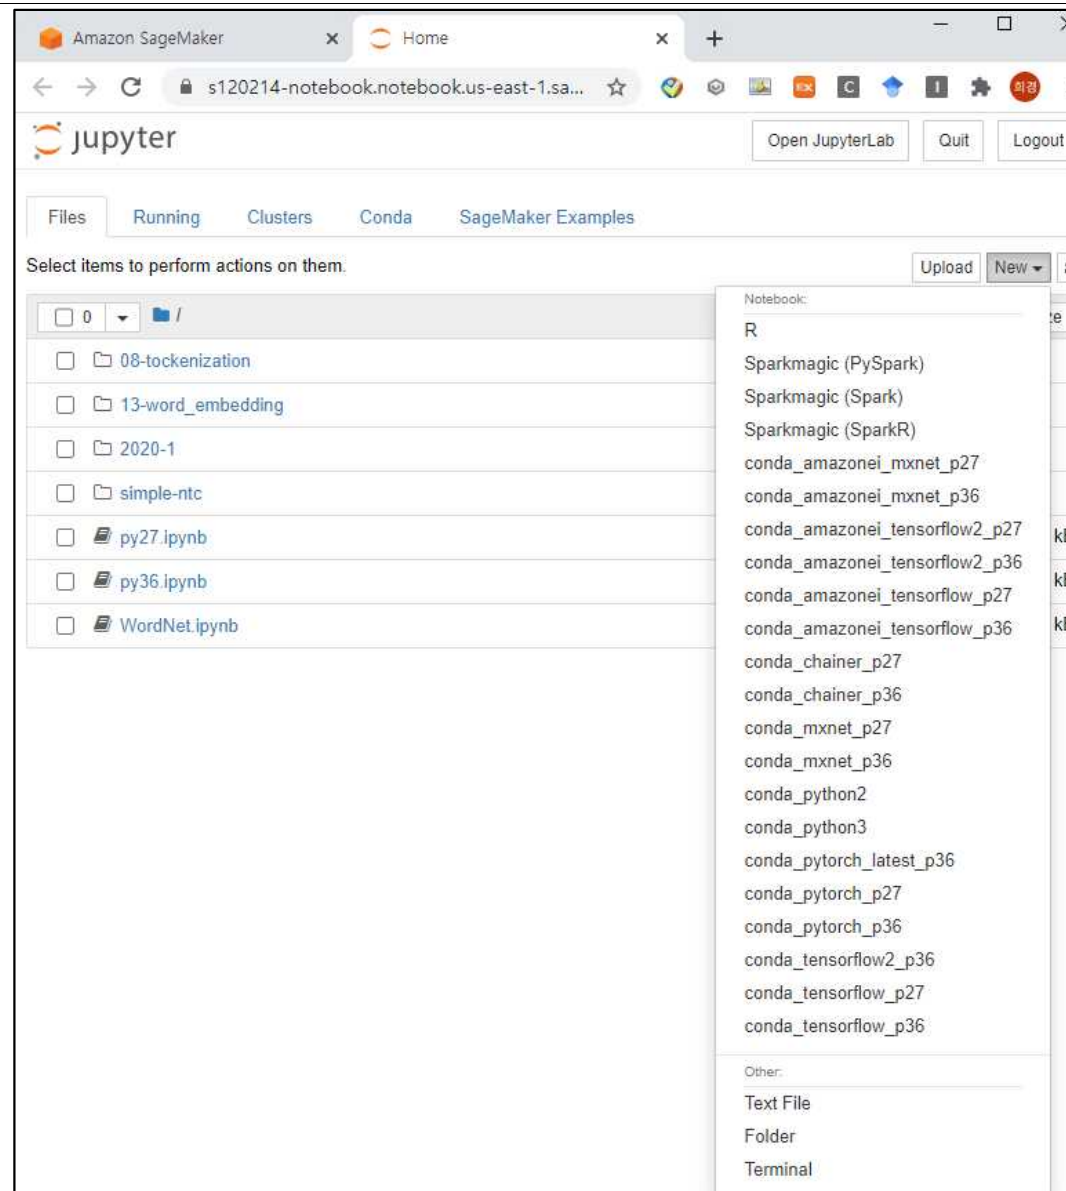 Amazon SageMaker
Home
s120214-notebook.notebook.us-east-1.sa...
EX
C
I
희경
jupyter
Open JupyterLab
Quit
Logout
Files
Running
Clusters
Conda
SageMaker Examples
Select items to perform actions on them.
Upload
New
0
/
Notebook:
R
08-tockenization
Sparkmagic (PySpark)
13-word_embedding
Sparkmagic (Spark)
Sparkmagic (SparkR)
2020-1
conda_amazonei_mxnet_p27
simple-ntc
conda_amazonei_mxnet_p36
py27.ipynb
conda_amazonei_tensorflow2_p27
conda_amazonei_tensorflow2_p36
py36.ipynb
conda_amazonei_tensorflow_p27
WordNet.ipynb
conda_amazonei_tensorflow_p36
conda_chainer_p27
conda_chainer_p36
conda_mxnet_p27
conda_mxnet_p36
conda_python2
conda_python3
conda_pytorch_latest_p36
conda_pytorch_p27
conda_pytorch_p36
conda_tensorflow2_p36
conda_tensorflow_p27
conda_tensorflow_p36
Other:
Text File
Folder
Terminal